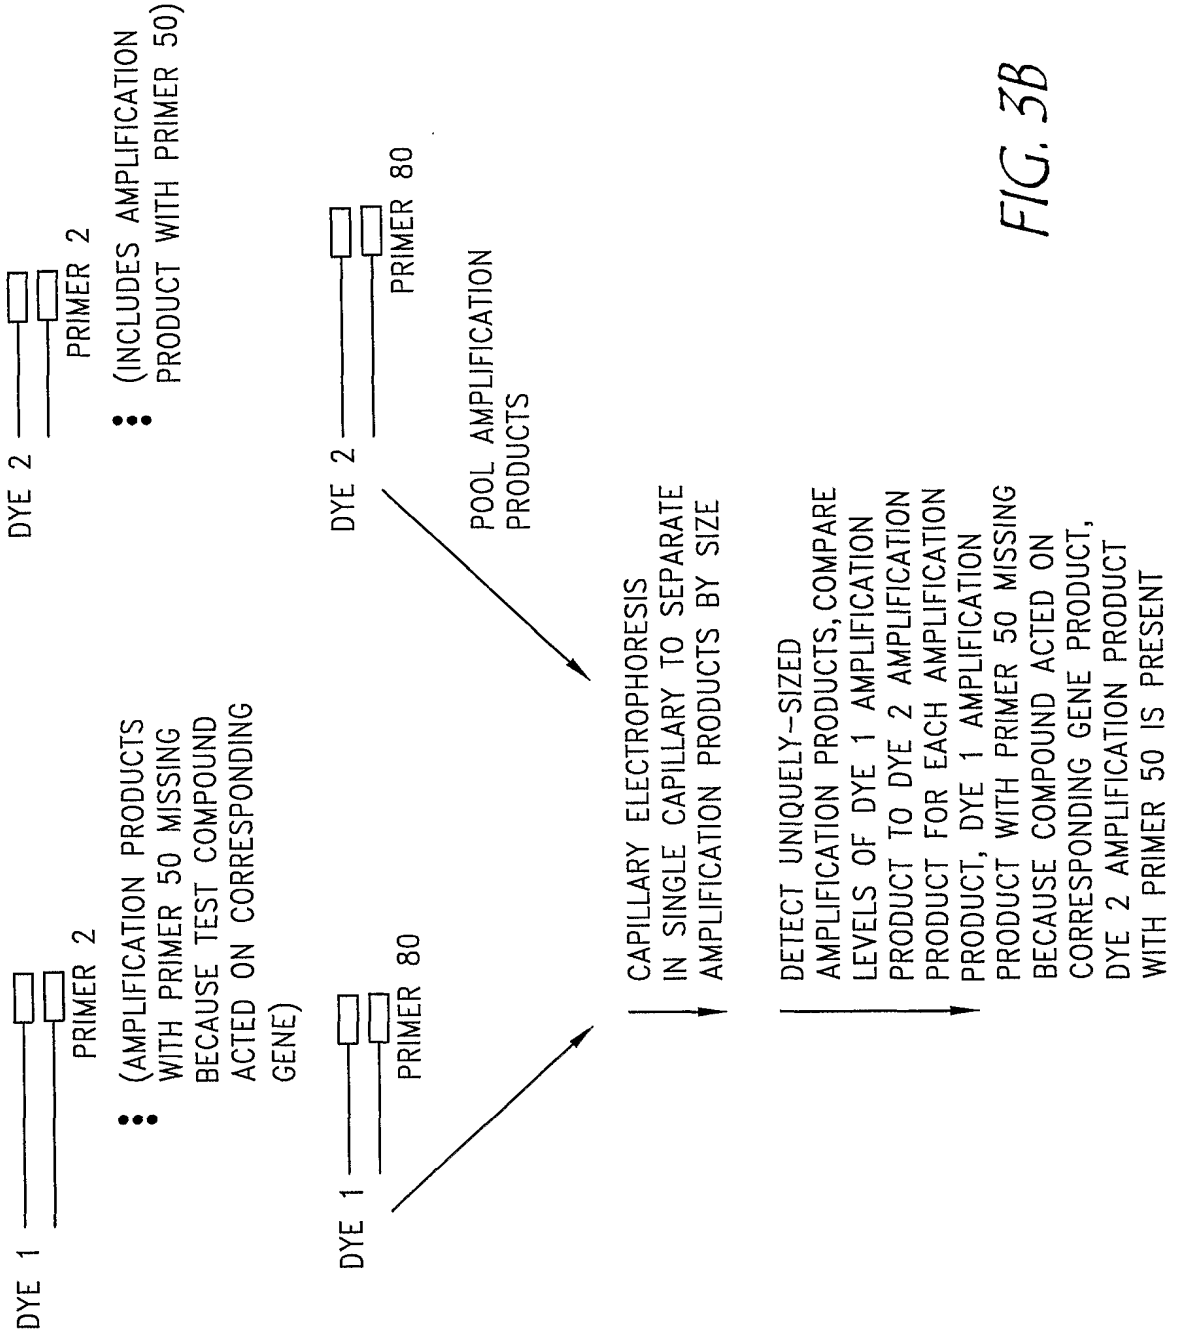 DYE 1
PRIMER 2
(AMPLIFICATION PRODUCTS
WITH PRIMER 50 MISSING
BECAUSE TEST COMPOUND
ACTED ON CORRESPONDING
GENE)
DYE 1
PRIMER 80
DYE 2
PRIMER 2
(INCLUDES AMPLIFICATION
PRODUCT WITH PRIMER 50)
DYE 2
PRIMER 80
POOL AMPLIFICATION
PRODUCTS
CAPILLARY ELECTROPHORESIS
IN SINGLE CAPILLARY TO SEPARATE
AMPLIFICATION PRODUCTS BY SIZE
DETECT UNIQUELY-SIZED
AMPLIFICATION PRODUCTS, COMPARE
LEVELS OF DYE 1 AMPLIFICATION
PRODUCT TO DYE 2 AMPLIFICATION
PRODUCT FOR EACH AMPLIFICATION
PRODUCT, DYE 1 AMPLIFICATION
PRODUCT WITH PRIMER 50 MISSING
BECAUSE COMPOUND ACTED ON
CORRESPONDING GENE PRODUCT,
DYE 2 AMPLIFICATION PRODUCT
WITH PRIMER 50 IS PRESENT
FIG. 3B